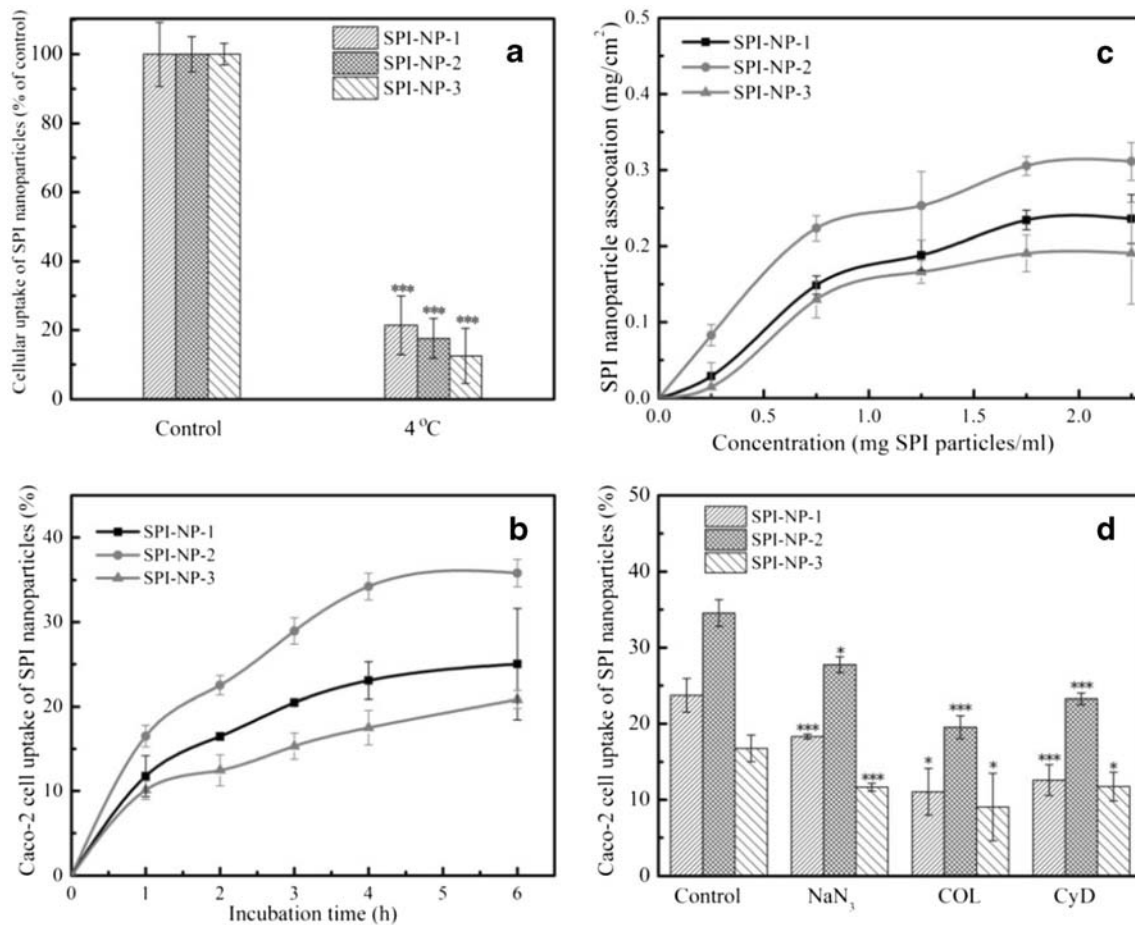 Cellular uptake of SPI nanoparticles (% of control)
100
80
60
40
20
0
SPI-NP-1
SPI-NP-2
SPI-NP-3
a
*** *** ***
Control 4 °C
SPI nanoparticle assocoation (mg/cm²)
0.5
0.4
0.3
0.2
0.1
0.0
SPI-NP-1
SPI-NP-2
SPI-NP-3
c
0.0 0.5 1.0 1.5 2.0
Concentration (mg SPI particles/ml)
Caco-2 cell uptake of SPI nanoparticles (%)
40
30
20
10
0
SPI-NP-1
SPI-NP-2
SPI-NP-3
b
0 1 2 3 4 5 6
Incubation time (h)
Caco-2 cell uptake of SPI nanoparticles (%)
50
40
30
20
10
0
SPI-NP-1
SPI-NP-2
SPI-NP-3
d
*** * ***
* *** *
*** *** *
Control NaN₃ COL CyD